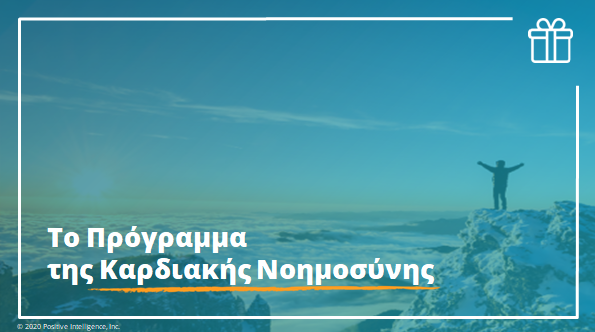 Το Πρόγραμμα
της Καρδιακής Νοημοσύνης
© 2020 Positive Intelligence, Inc.